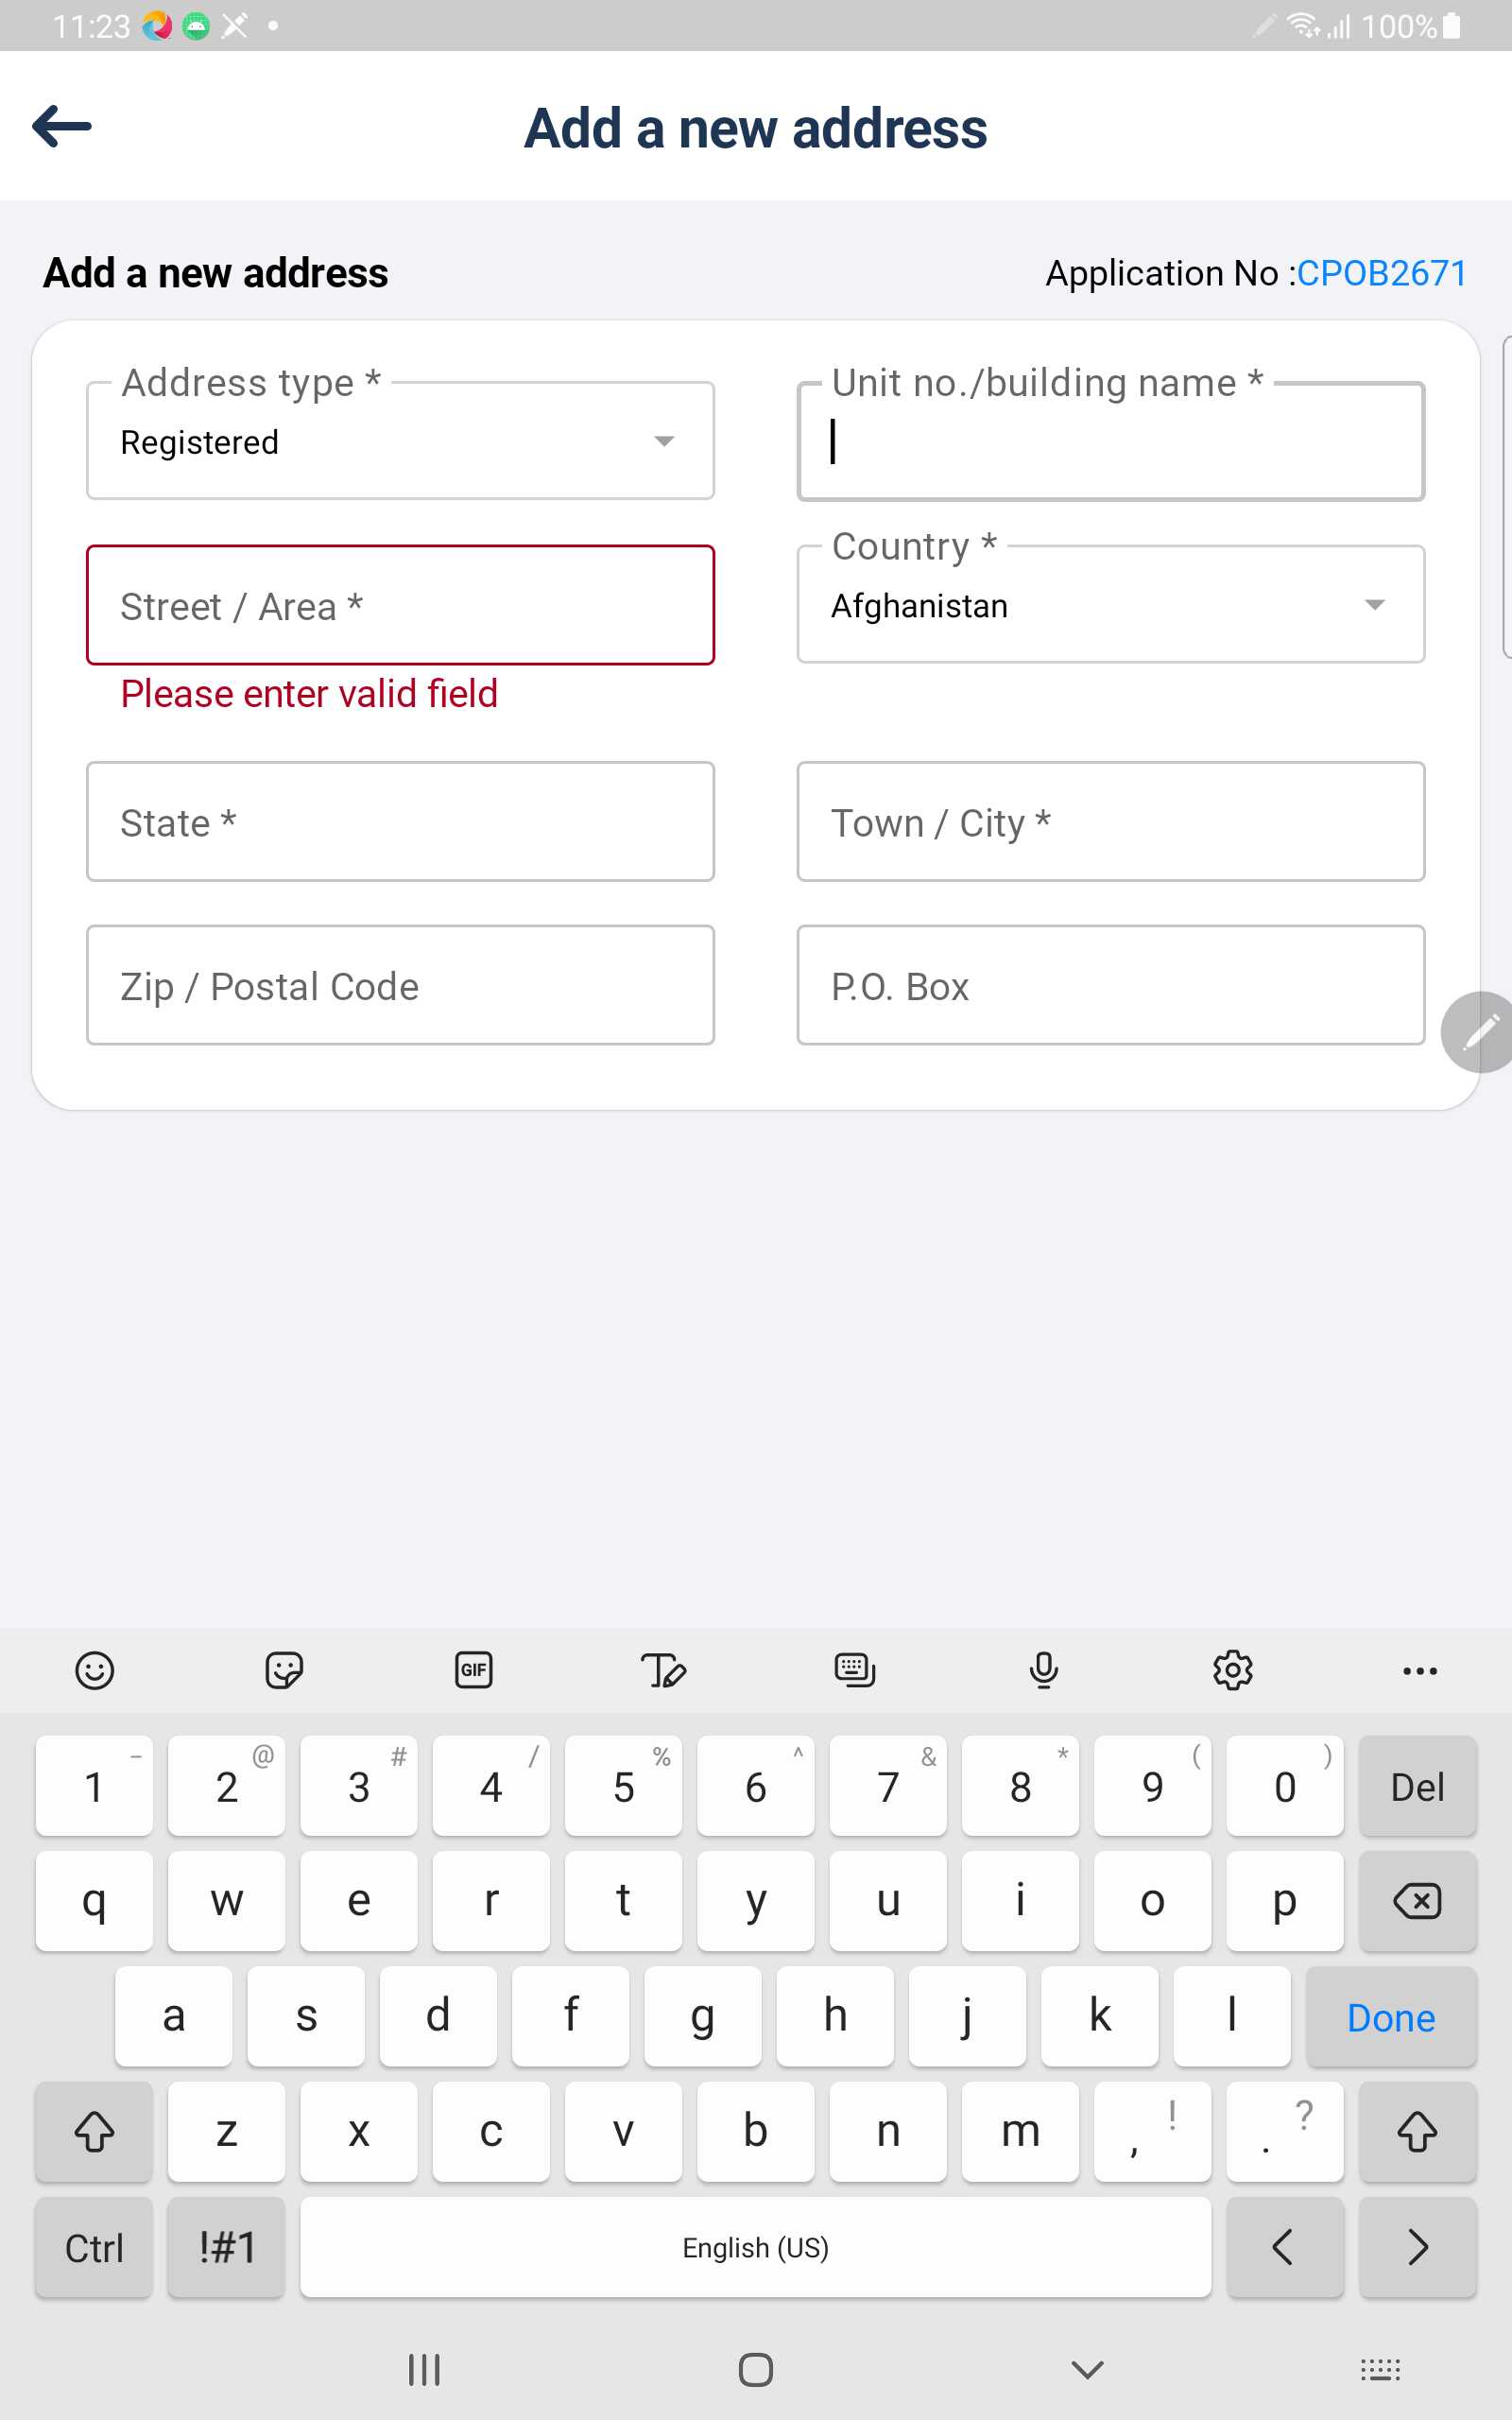 11:23
100%
Add a new address
Add a new address
Application No :CPOB2671
Address type *
Registered
Unit no./building name *
Street / Area *
Please enter valid field
Country *
Afghanistan
State *
Town / City *
Zip / Postal Code
P.O. Box
GIF
1 – 2 @ 3 # 4 / 5 % 6 ^ 7 & 8 * 9 ( 0 ) Del
q w e r t y u i o p
a s d f g h j k l Done
z x c v b n m , ! . ?
Ctrl !#1 English (US) < >